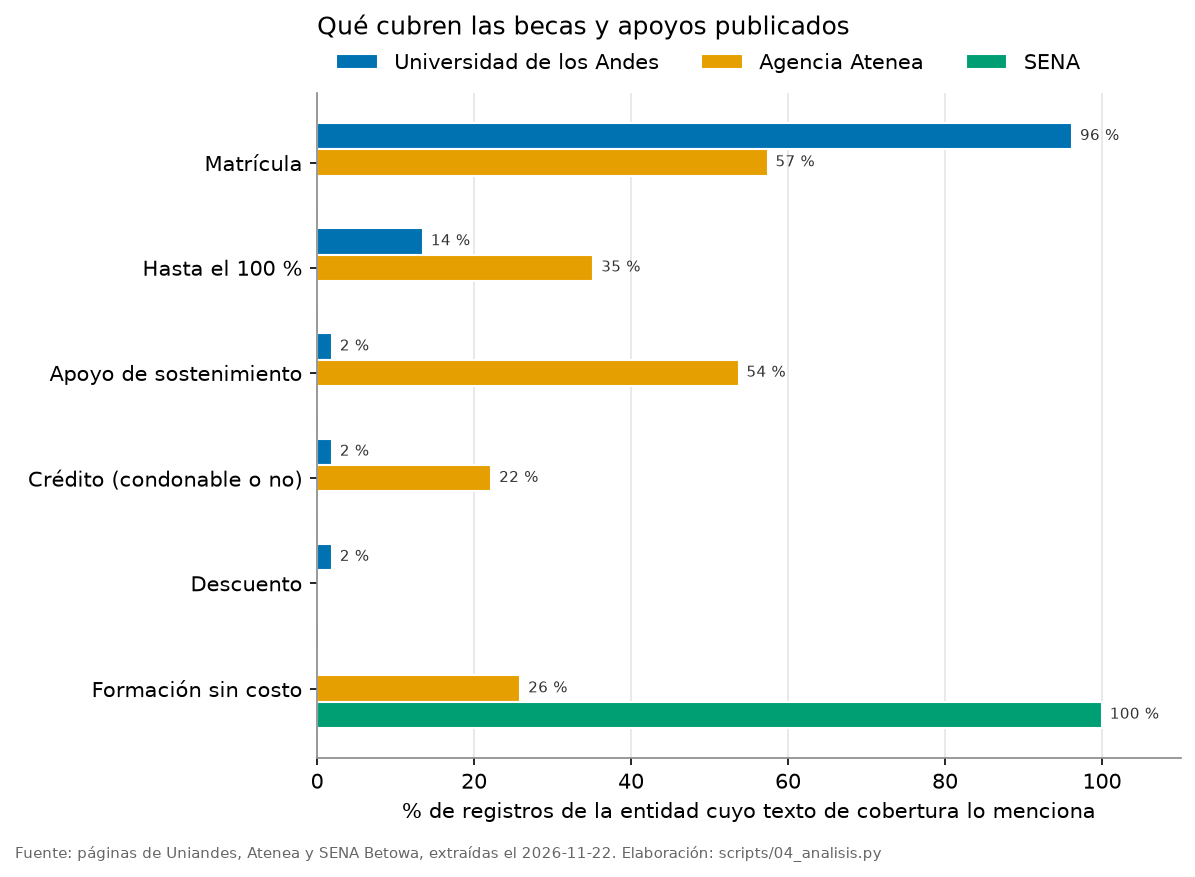 Qué cubren las becas y apoyos publicados
Universidad de los Andes Agencia Atenea SENA
96 %
Matrícula 57 %
14 %
Hasta el 100 % 35 %
2 %
Apoyo de sostenimiento 54 %
2 %
Crédito (condonable o no) 22 %
2 %
Descuento
Formación sin costo 26 %
100 %
0 20 40 60 80 100
% de registros de la entidad cuyo texto de cobertura lo menciona
Fuente: páginas de Uniandes, Atenea y SENA Betowa, extraídas el 2026-11-22. Elaboración: scripts/04_analisis.py